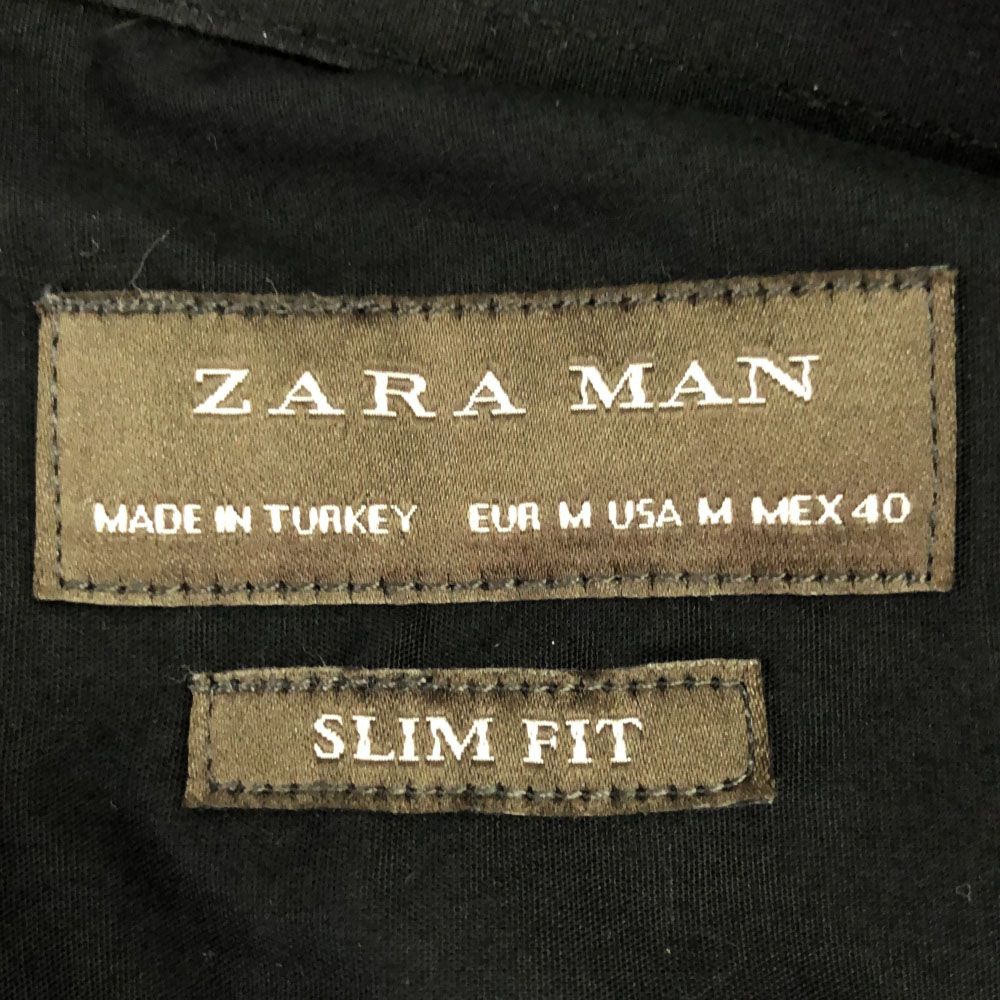 ZARA MAN
MADE IN TURKEY EUR M USA M MEX 40
SLIM FIT